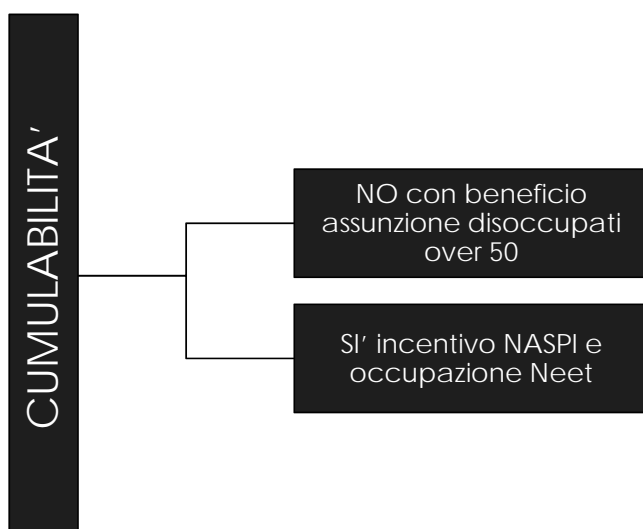 CUMULABILITA’
NO con beneficio
assunzione disoccupati
over 50
SI’ incentivo NASPI e
occupazione Neet